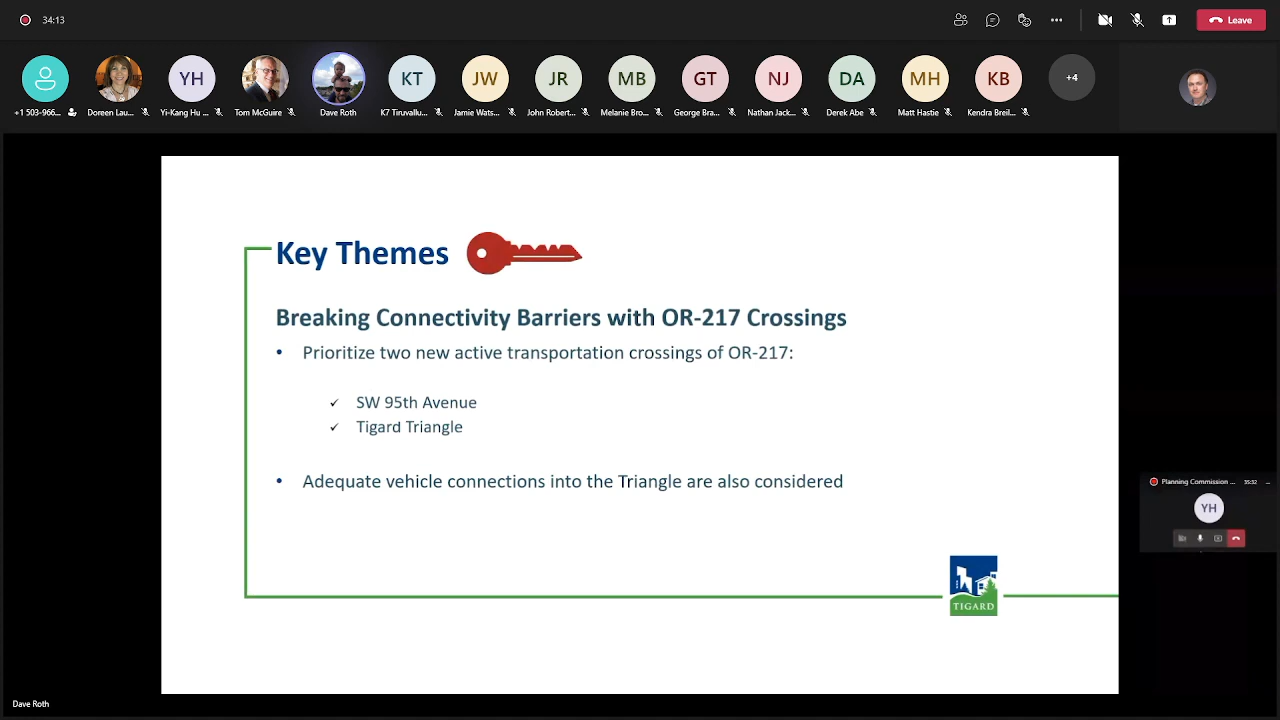 34:13
Leave
YH
KT
JW
JR
MB
GT
NJ
DA
MH
KB
+4
+1 503-966...
Doreen Lau...
Yi-Kang Hu ...
Tom McGuire
Dave Roth
K7 Tiruvallu...
Jamie Wats...
John Robert...
Melanie Bro...
George Bra...
Nathan Jack...
Derek Abe
Matt Hastie
Kendra Breil...
Key Themes
Breaking Connectivity Barriers with OR-217 Crossings
• Prioritize two new active transportation crossings of OR-217:
✓ SW 95th Avenue
✓ Tigard Triangle
• Adequate vehicle connections into the Triangle are also considered
Planning Commission ... 35:32
YH
TIGARD
Dave Roth